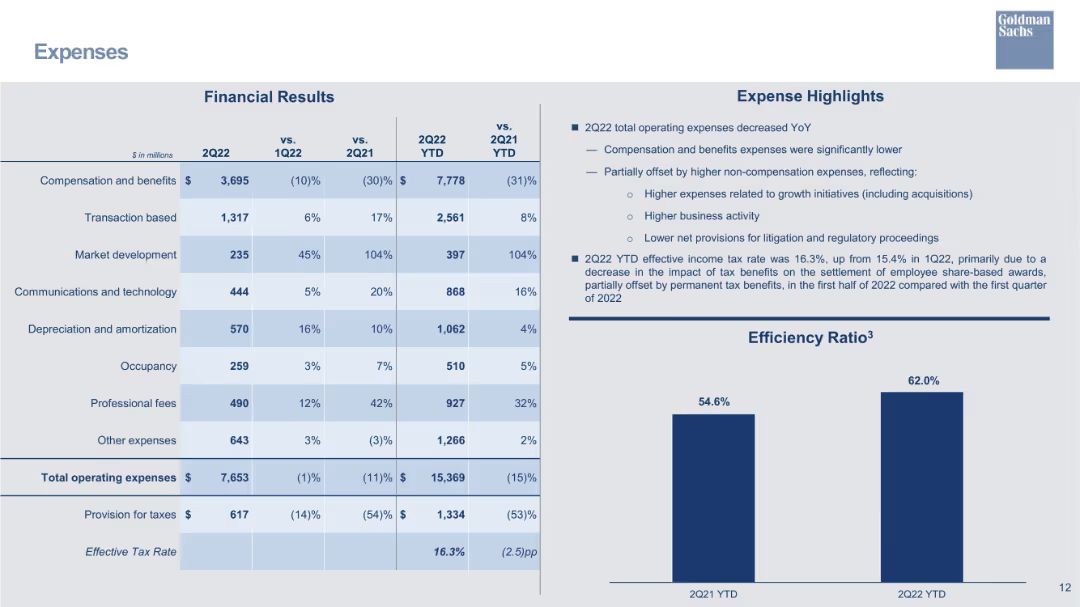 Goldman
Sachs
Expenses
Financial Results
$ in millions 2Q22 vs. 1Q22 vs. 2Q21 2Q22 YTD vs. 2Q21 YTD
Compensation and benefits $ 3,695 (10)% (30)% $ 7,778 (31)%
Transaction based 1,317 6% 17% 2,561 8%
Market development 235 45% 104% 397 104%
Communications and technology 444 5% 20% 868 16%
Depreciation and amortization 570 16% 10% 1,062 4%
Occupancy 259 3% 7% 510 5%
Professional fees 490 12% 42% 927 32%
Other expenses 643 3% (3)% 1,266 2%
Total operating expenses $ 7,653 (1)% (11)% $ 15,369 (15)%
Provision for taxes $ 617 (14)% (54)% $ 1,334 (53)%
Effective Tax Rate 16.3% (2.5)pp
Expense Highlights
■ 2Q22 total operating expenses decreased YoY
— Compensation and benefits expenses were significantly lower
— Partially offset by higher non-compensation expenses, reflecting:
○ Higher expenses related to growth initiatives (including acquisitions)
○ Higher business activity
○ Lower net provisions for litigation and regulatory proceedings
■ 2Q22 YTD effective income tax rate was 16.3%, up from 15.4% in 1Q22, primarily due to a
decrease in the impact of tax benefits on the settlement of employee share-based awards,
partially offset by permanent tax benefits, in the first half of 2022 compared with the first quarter
of 2022
Efficiency Ratio³
54.6%
62.0%
2Q21 YTD
2Q22 YTD
12